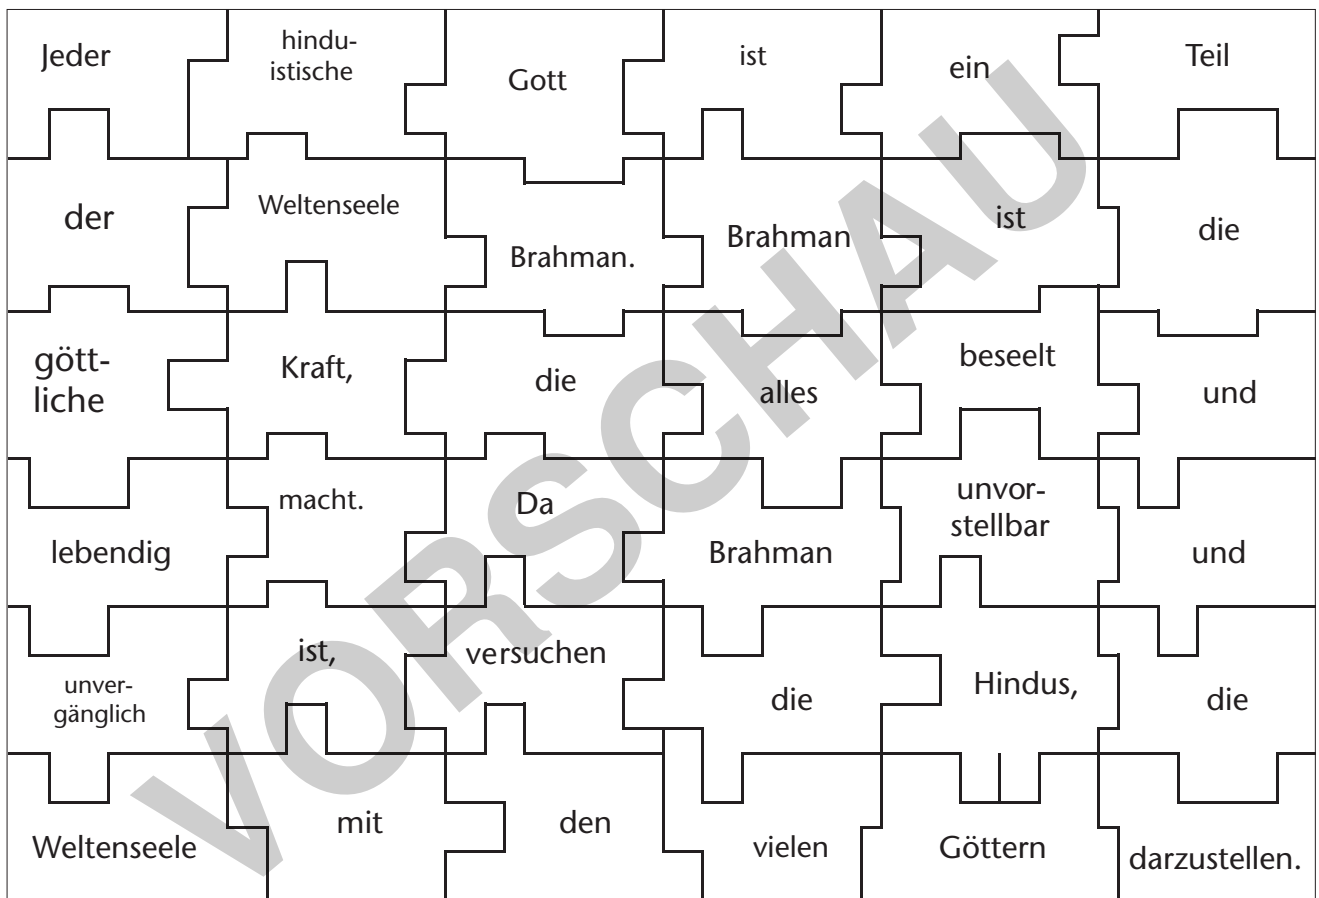 Jeder hindu- istische Gott ist ein Teil
der Weltenseele Brahman. Brahman ist die
gött- liche Kraft, die alles beseelt und
lebendig macht. Da Brahman unvor- stellbar und
unver- gänglich ist, versuchen die Hindus, die
Weltenseele mit den vielen Göttern darzustellen.
VORSCHAU